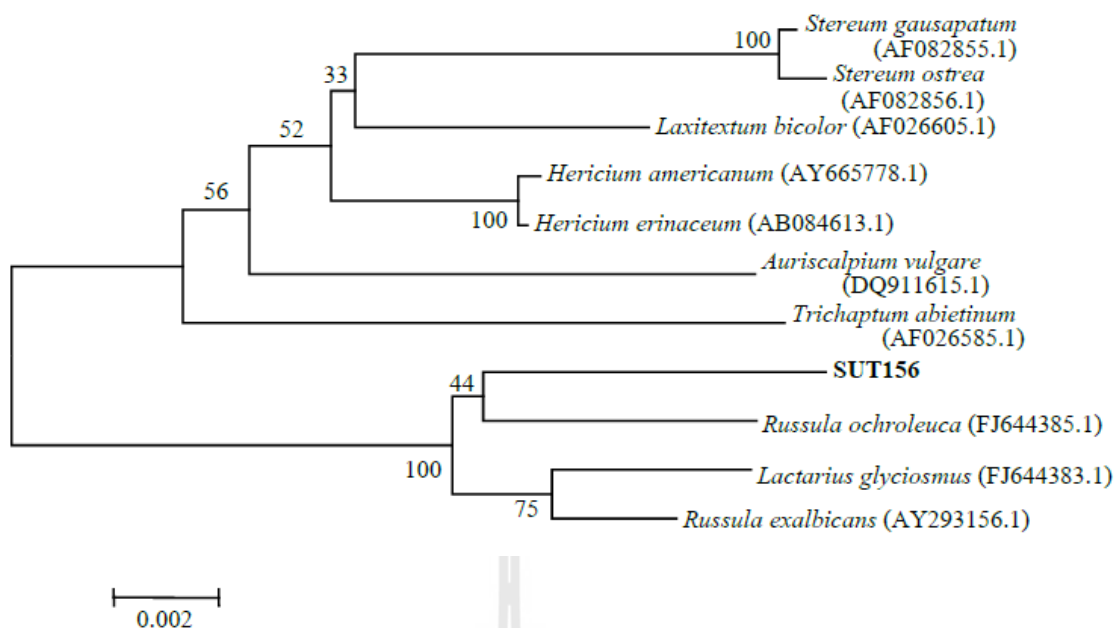 Stereum gausapatum
100
(AF082855.1)
33
Stereum ostrea
(AF082856.1)
Laxitextum bicolor (AF026605.1)
52
Hericium americanum (AY665778.1)
56
100
Hericium erinaceum (AB084613.1)
Auriscalpium vulgare
(DQ911615.1)
Trichaptum abietinum
(AF026585.1)
SUT156
44
Russula ochroleuca (FJ644385.1)
100
Lactarius glyciosmus (FJ644383.1)
75
Russula exalbicans (AY293156.1)
0.002